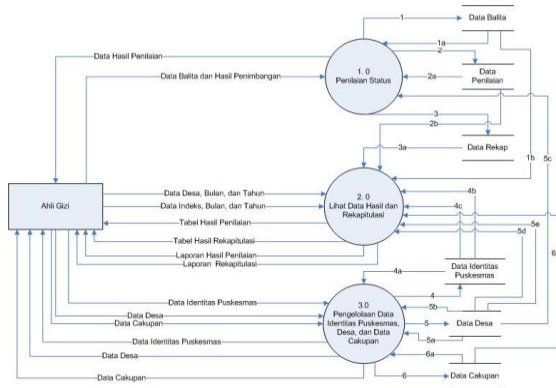 1
Data Balita
1a
2
Data Hasil Penilaian
1. 0
Penilaian Status
Data
Penilaian
2a
Data Balita dan Hasil Penimbangan
3
2b
Data Rekap
3a
1b
5c
2. 0
Lihat Data Hasil dan
Rekapitulasi
4b
4c
5e
5d
6
Ahli Gizi
Data Desa, Bulan, dan Tahun
Data Indeks, Bulan, dan Tahun
Tabel Hasil Penilaian
Tabel Hasil Rekapitulasi
Laporan Hasil Penilaian
Laporan Rekapitulasi
4a
Data Identitas
Puskesmas
3.0
Pengelolaan Data
Identitas Puskesmas,
Desa, dan Data
Cakupan
4
5b
5
Data Desa
5a
6a
6
Data Cakupan
Data Identitas Puskesmas
Data Desa
Data Cakupan
Data Identitas Puskesmas
Data Desa
Data Cakupan